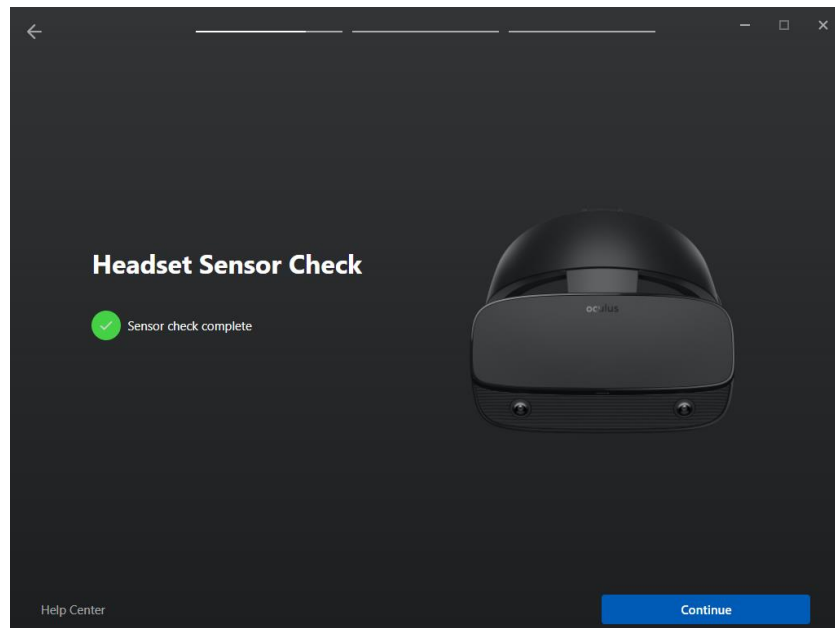 Headset Sensor Check
Sensor check complete
oculus
Help Center
Continue